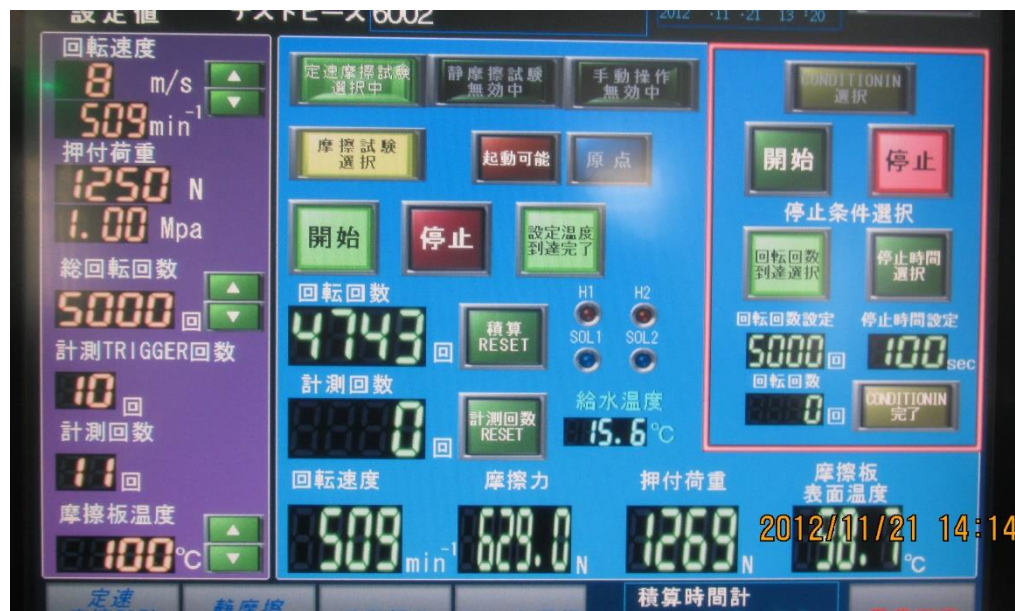 設定値 テストピース 6002
2012 -11 -21 13 :20
回転速度
8 m/s
509 min⁻¹
押付荷重
1250 N
1.00 Mpa
総回転回数
5000 回
計測TRIGGER回数
10 回
計測回数
11 回
摩擦板温度
100 ℃
定速摩擦試験
選択中
静摩擦試験
無効中
手動操作
無効中
摩擦試験
選択
起動可能
原点
開始
停止
設定温度
到達完了
回転回数
4743 回
積算
RESET
H1 H2
SOL1 SOL2
計測回数
0 回
計測回数
RESET
給水温度
15.6 ℃
回転速度
509 min⁻¹
摩擦力
629.0 N
押付荷重
1269 N
摩擦板
表面温度
℃
CONDITIONIN
選択
開始
停止
停止条件選択
回転回数
到達選択
停止時間
選択
回転回数設定
5000 回
停止時間設定
100 sec
回転回数
0 回
CONDITIONIN
完了
2012/11/21 14:14
定速
静摩擦
積算時間計